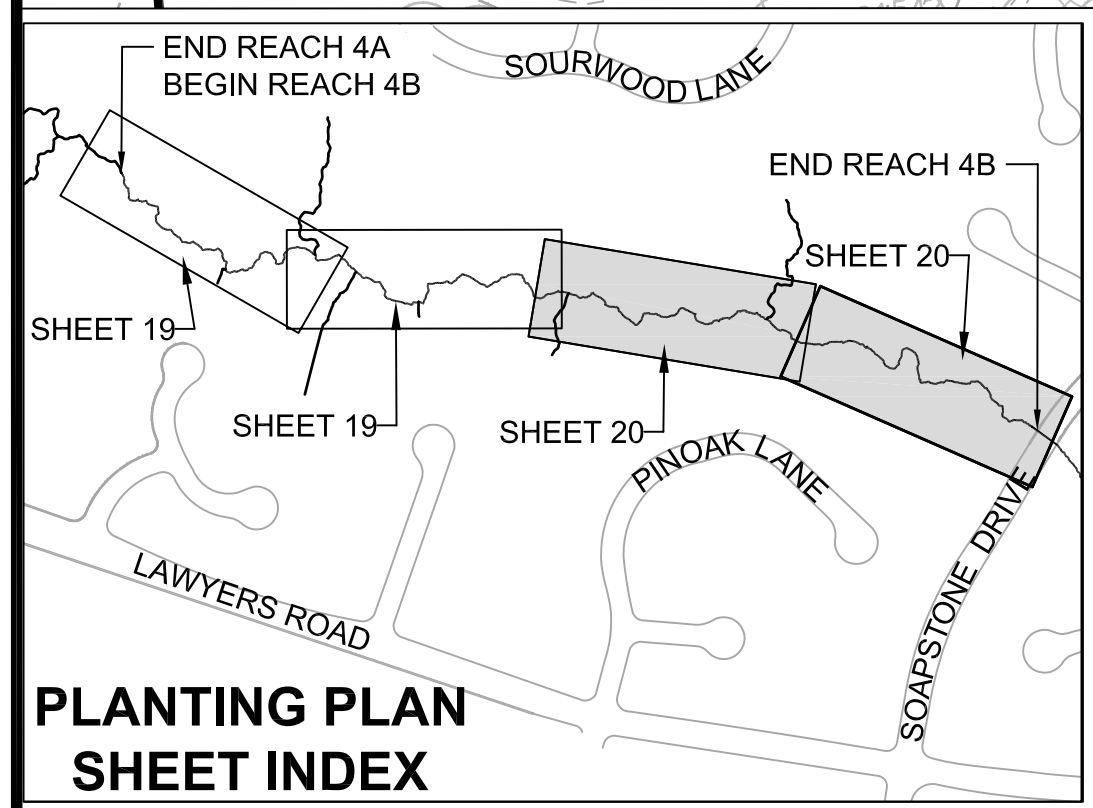 END REACH 4A
BEGIN REACH 4B
SOURWOOD LANE
END REACH 4B
SHEET 20
SHEET 19
SHEET 19
SHEET 20
PINOAK LANE
SOAPSTONE DRIVE
LAWYERS ROAD
PLANTING PLAN
SHEET INDEX